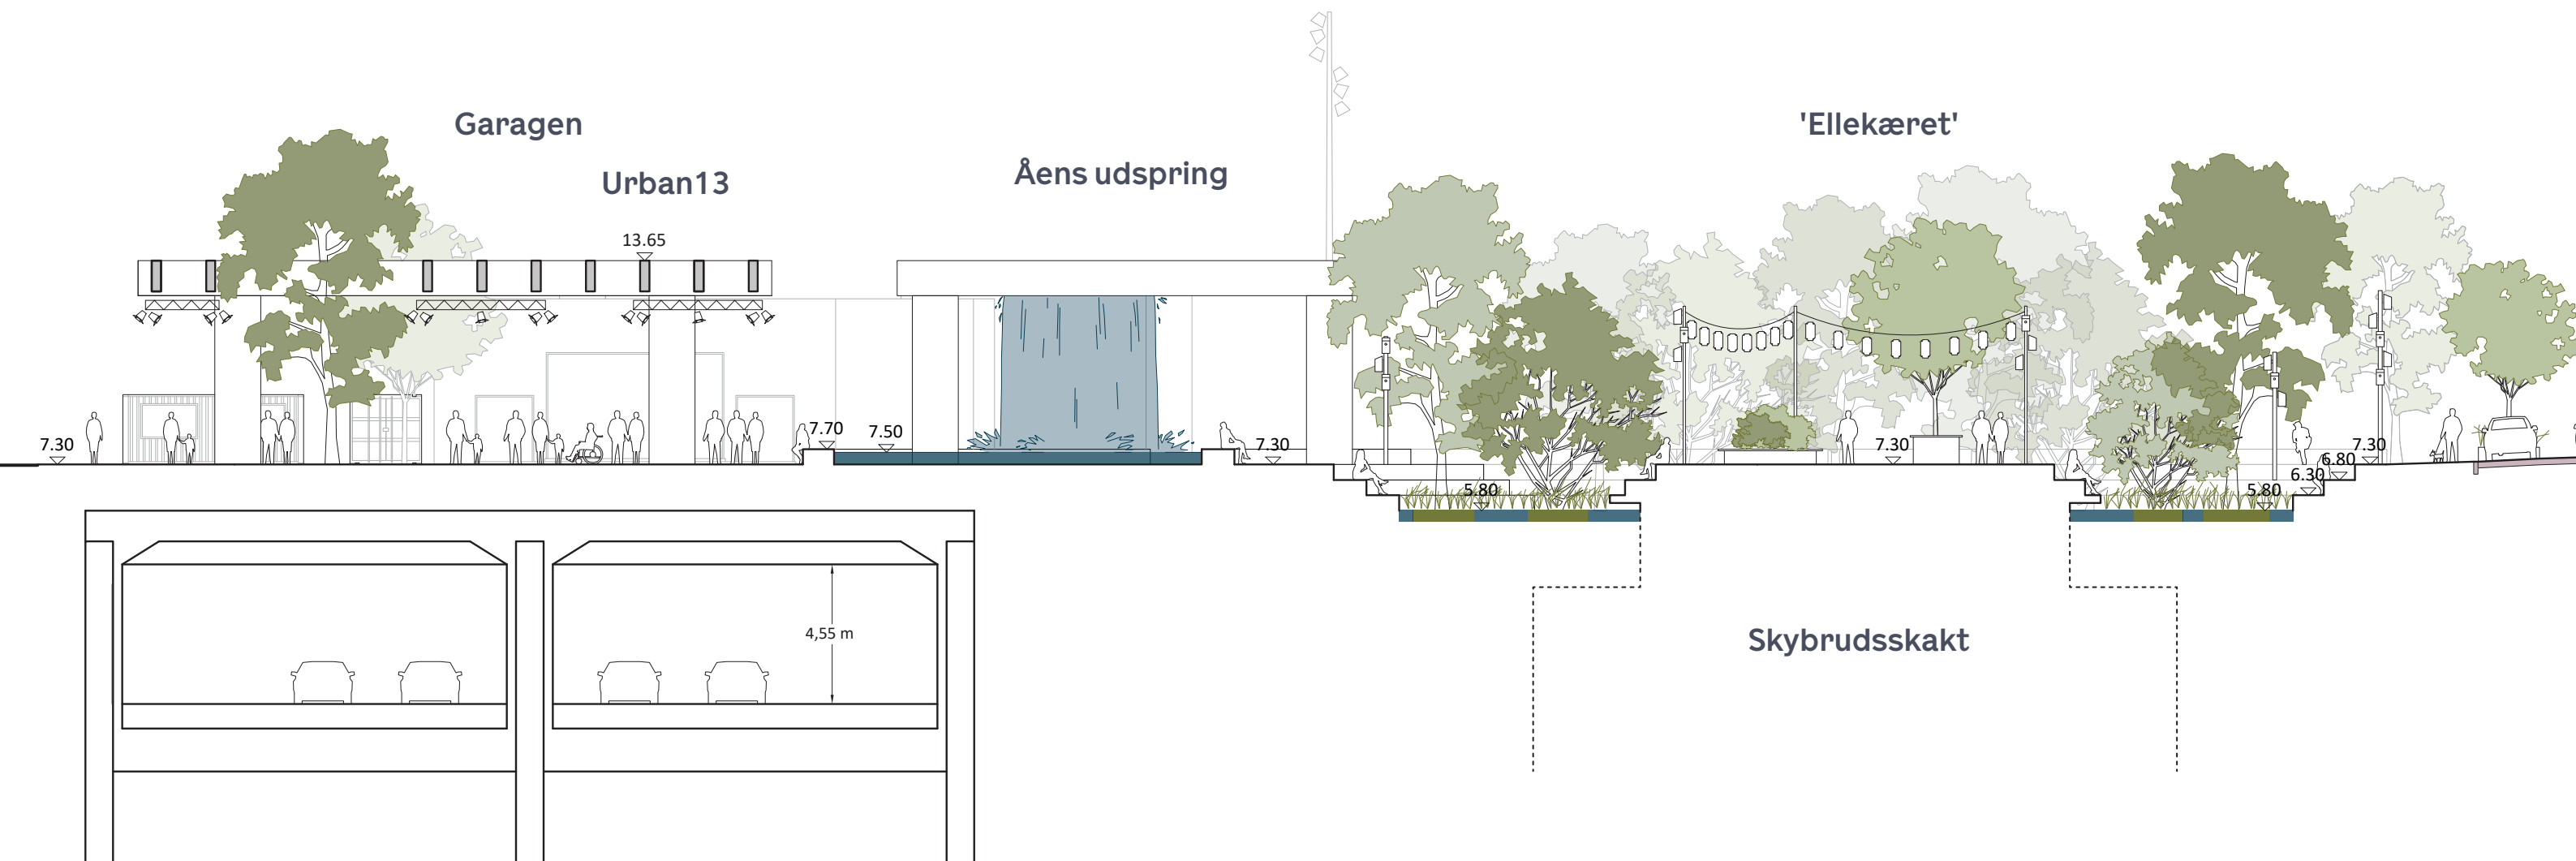 Garagen
'Ellekæret'
Urban13
Åens udspring
13.65
7.30
7.70
7.50
7.30
7.30
7.30
6.80
6.30
5.80
5.80
4,55 m
Skybrudsskakt